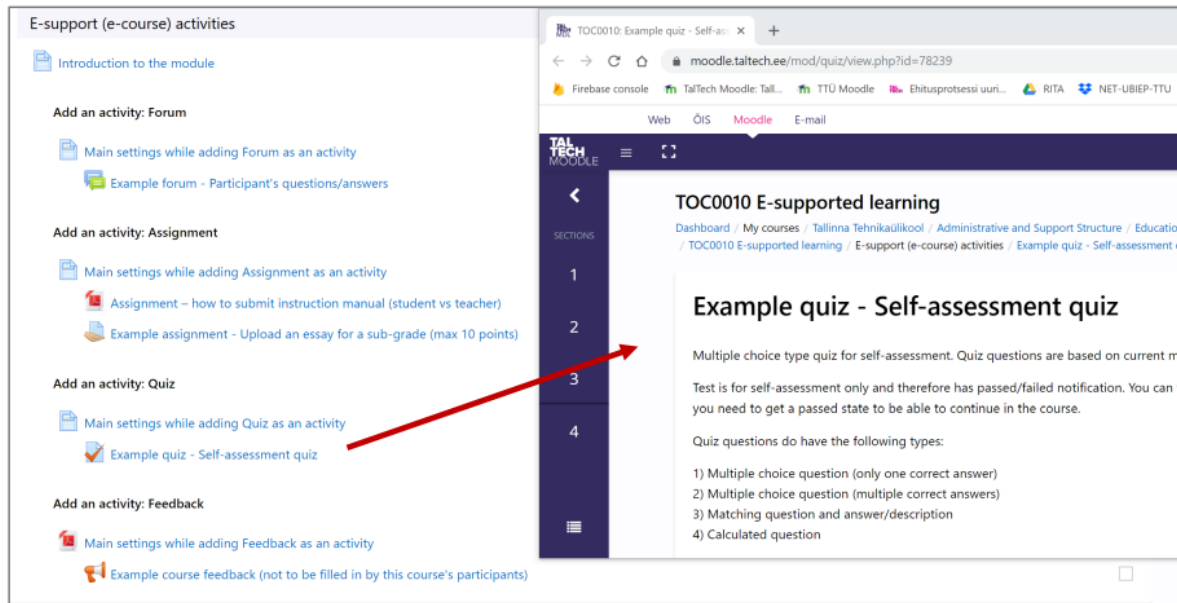 E-support (e-course) activities
Introduction to the module
Add an activity: Forum
Main settings while adding Forum as an activity
Example forum - Participant's questions/answers
Add an activity: Assignment
Main settings while adding Assignment as an activity
Assignment – how to submit instruction manual (student vs teacher)
Example assignment - Upload an essay for a sub-grade (max 10 points)
Add an activity: Quiz
Main settings while adding Quiz as an activity
Example quiz - Self-assessment quiz
Add an activity: Feedback
Main settings while adding Feedback as an activity
Example course feedback (not to be filled in by this course's participants)
TOC0010: Example quiz - Self-as
moodle.taltech.ee/mod/quiz/view.php?id=78239
Firebase console TalTech Moodle: Tall... TTÜ Moodle Ehitusprotsessi uuri... RITA NET-UBIEP-TTU
Web ÕIS Moodle E-mail
TAL
TECH
MOODLE
SECTIONS
1
2
3
4
TOC0010 E-supported learning
Dashboard / My courses / Tallinna Tehnikaülikool / Administrative and Support Structure / Educatio
/ TOC0010 E-supported learning / E-support (e-course) activities / Example quiz - Self-assessment
Example quiz - Self-assessment quiz
Multiple choice type quiz for self-assessment. Quiz questions are based on current m
Test is for self-assessment only and therefore has passed/failed notification. You can
you need to get a passed state to be able to continue in the course.
Quiz questions do have the following types:
1) Multiple choice question (only one correct answer)
2) Multiple choice question (multiple correct answers)
3) Matching question and answer/description
4) Calculated question